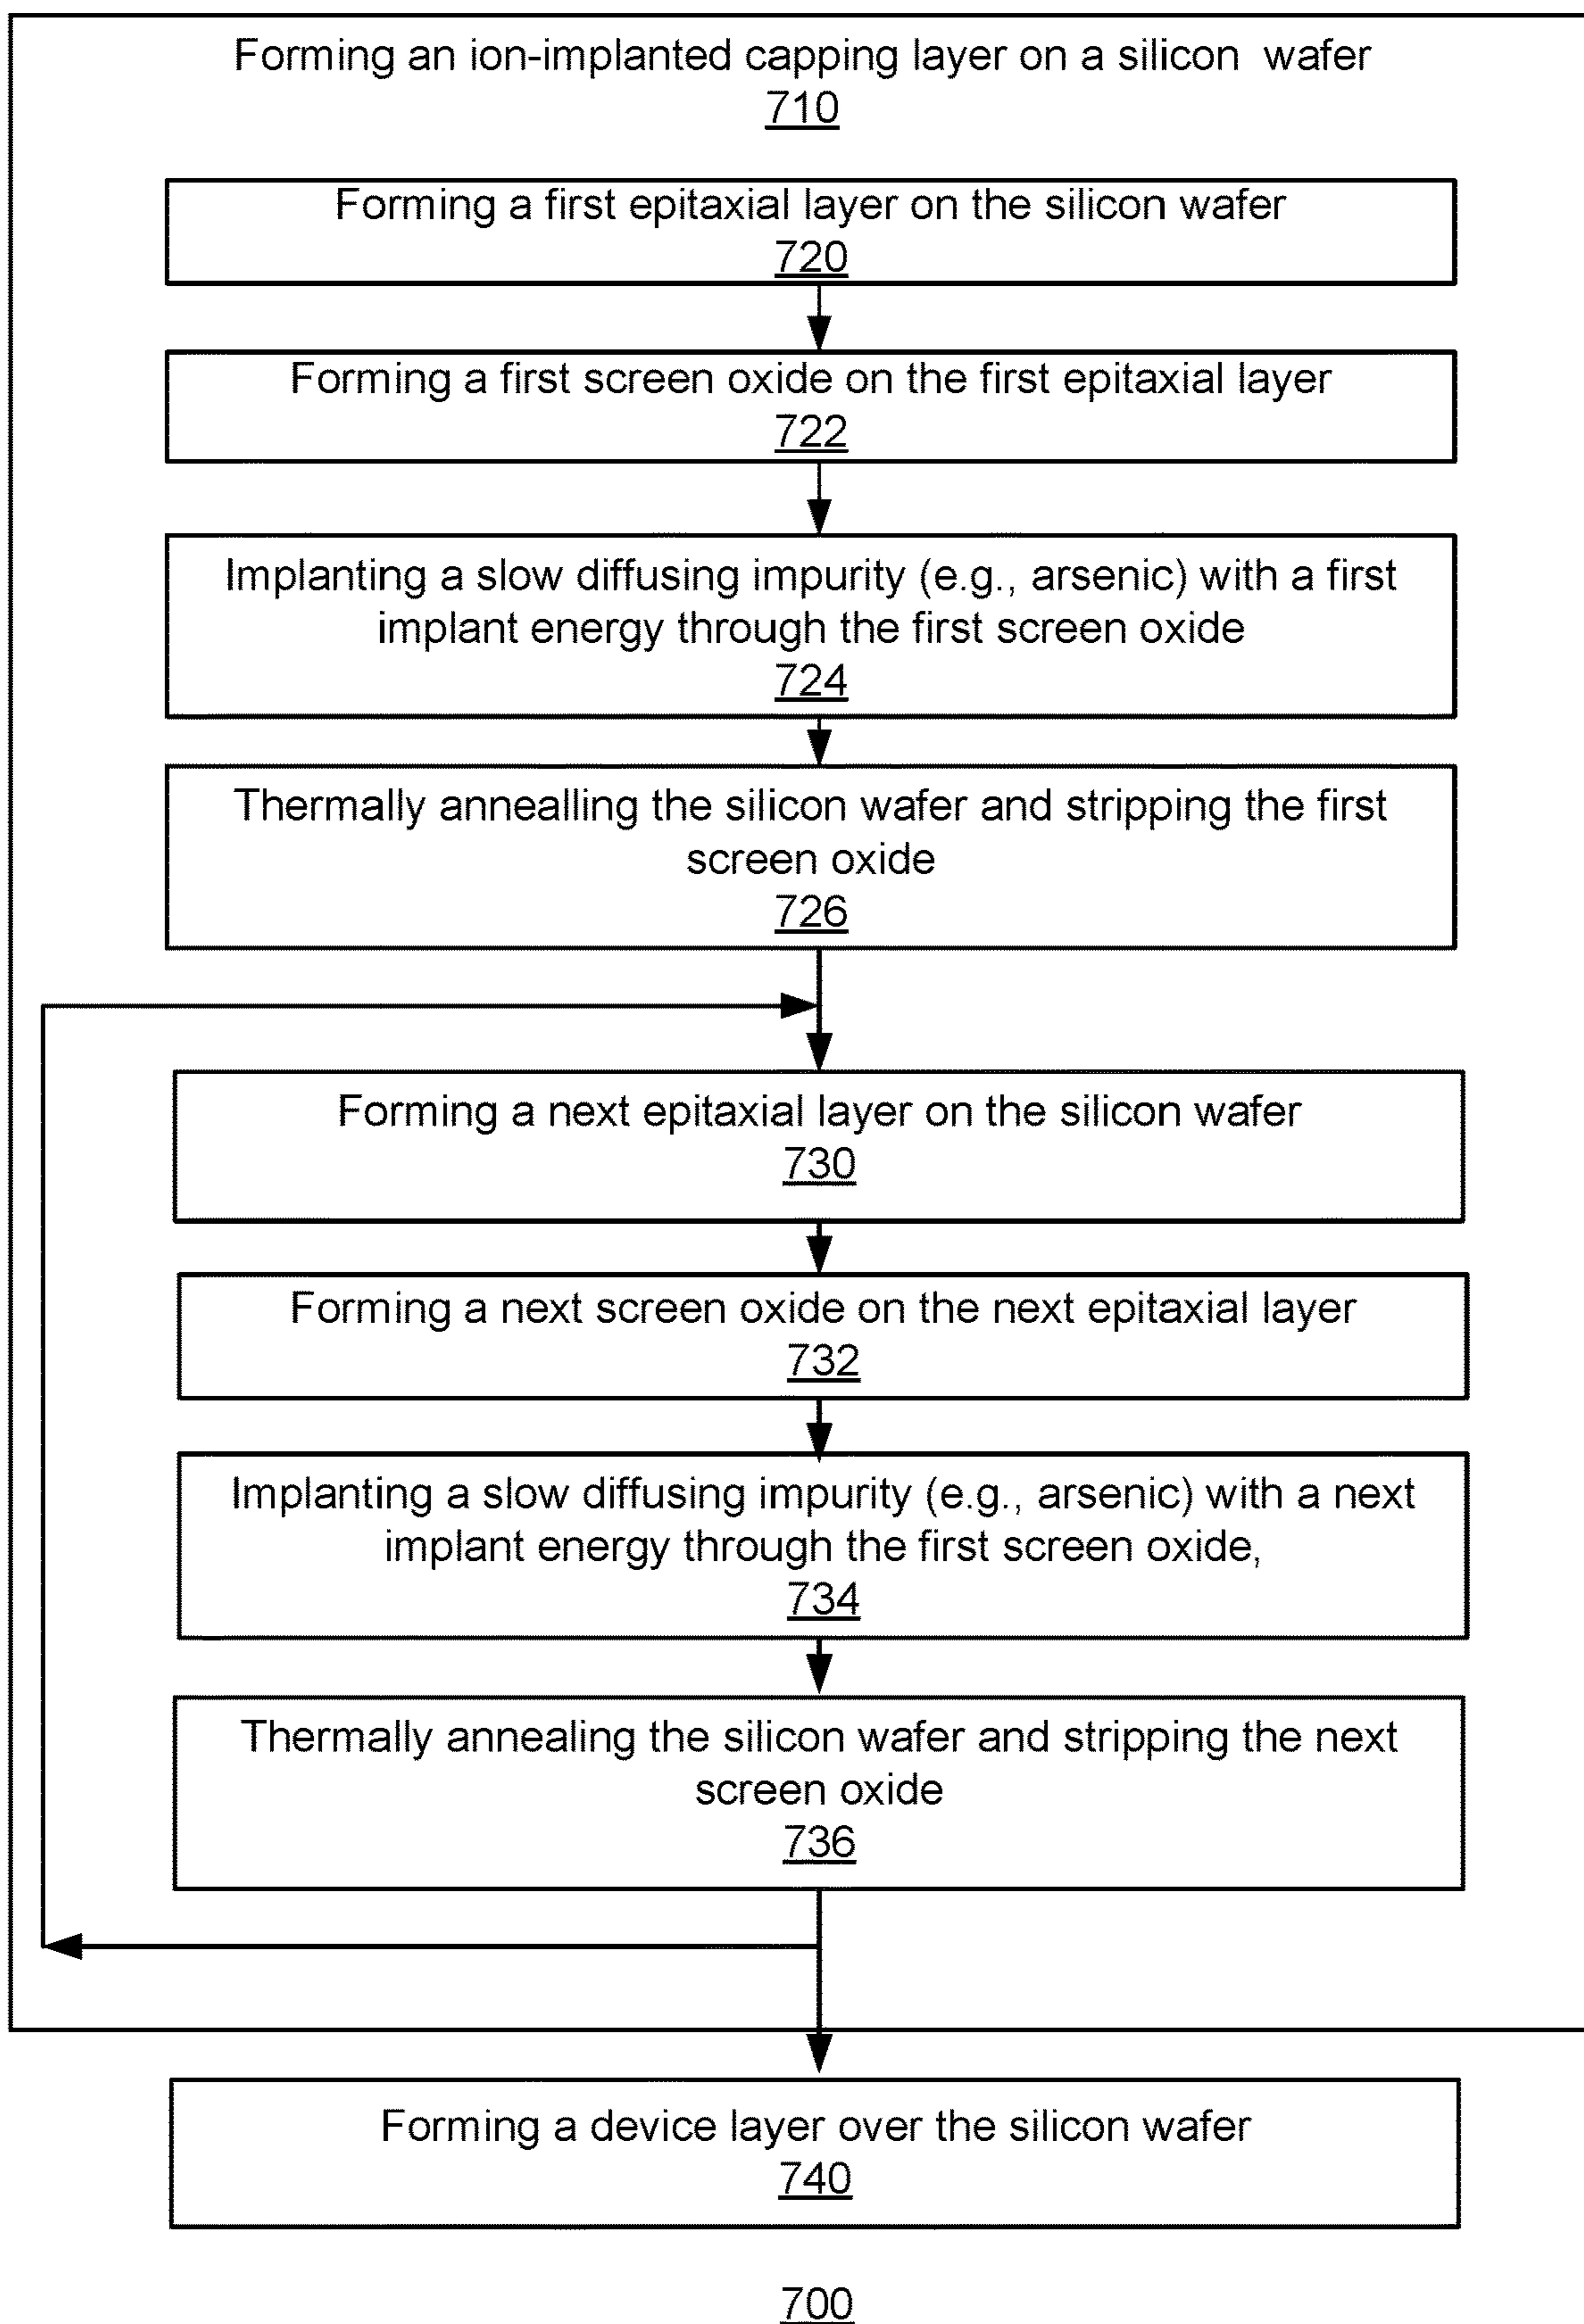 Forming an ion-implanted capping layer on a silicon wafer
710
Forming a first epitaxial layer on the silicon wafer
720
Forming a first screen oxide on the first epitaxial layer
722
Implanting a slow diffusing impurity (e.g., arsenic) with a first
implant energy through the first screen oxide
724
Thermally annealling the silicon wafer and stripping the first
screen oxide
726
Forming a next epitaxial layer on the silicon wafer
730
Forming a next screen oxide on the next epitaxial layer
732
Implanting a slow diffusing impurity (e.g., arsenic) with a next
implant energy through the first screen oxide,
734
Thermally annealing the silicon wafer and stripping the next
screen oxide
736
Forming a device layer over the silicon wafer
740
700